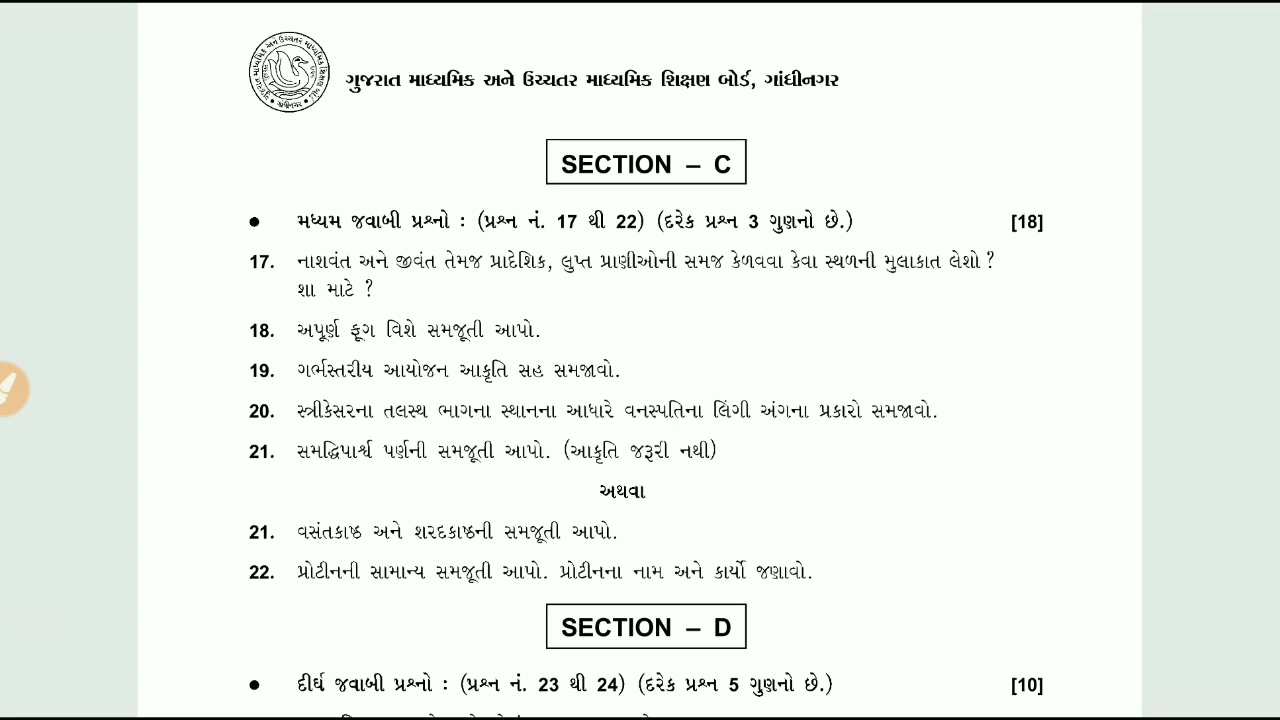 ગુજરાત માધ્યમિક અને ઉચ્ચતર માધ્યમિક શિક્ષણ બોર્ડ, ગાંધીનગર
SECTION – C
● મધ્યમ જવાબી પ્રશ્નો : (પ્રશ્ન નં. 17 થી 22) (દરેક પ્રશ્ન 3 ગુણનો છે.) [18]
17. નાશવંત અને જીવંત તેમજ પ્રાદેશિક, લુપ્ત પ્રાણીઓની સમજ કેળવવા કેવા સ્થળની મુલાકાત લેશો ?
શા માટે ?
18. અપૂર્ણ ફૂગ વિશે સમજૂતી આપો.
19. ગર્ભસ્તરીય આયોજન આકૃતિ સહ સમજાવો.
20. સ્ત્રીકેસરના તલસ્થ ભાગના સ્થાનના આધારે વનસ્પતિના લિંગી અંગના પ્રકારો સમજાવો.
21. સમદ્વિપાર્શ્વ પર્ણની સમજૂતી આપો. (આકૃતિ જરૂરી નથી)
અથવા
21. વસંતકાષ્ઠ અને શરદકાષ્ઠની સમજૂતી આપો.
22. પ્રોટીનની સામાન્ય સમજૂતી આપો. પ્રોટીનના નામ અને કાર્યો જણાવો.
SECTION – D
● દીર્ઘ જવાબી પ્રશ્નો : (પ્રશ્ન નં. 23 થી 24) (દરેક પ્રશ્ન 5 ગુણનો છે.) [10]